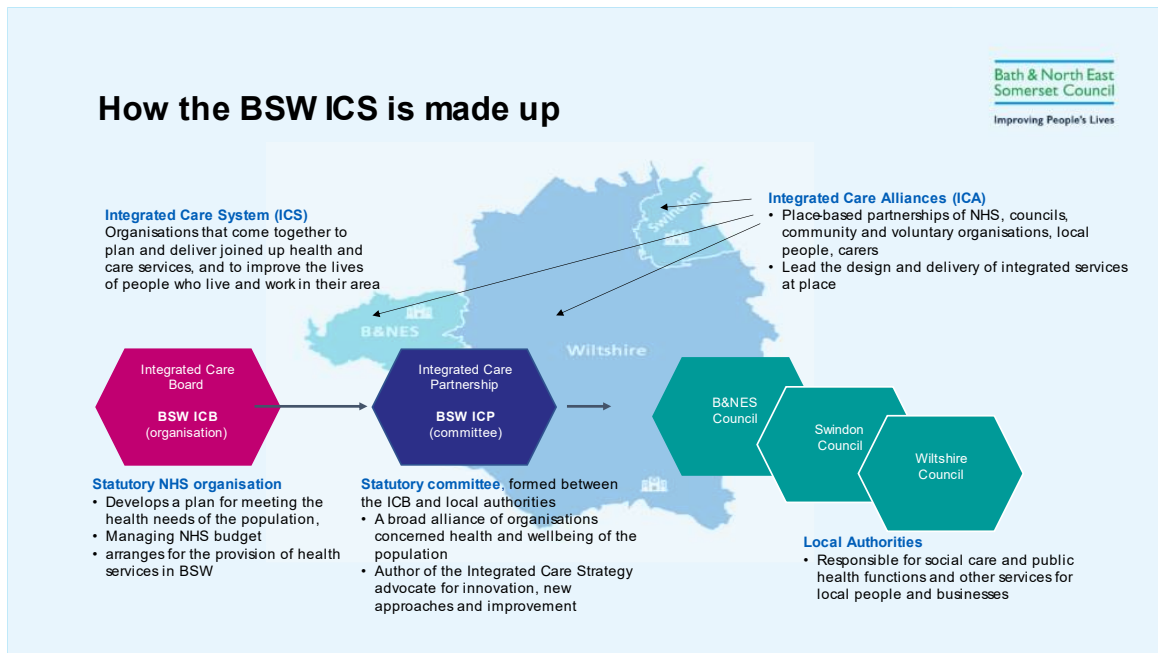 How the BSW ICS is made up
Bath & North East
Somerset Council
Improving People's Lives
Integrated Care System (ICS)
Organisations that come together to
plan and deliver joined up health and
care services, and to improve the lives
of people who live and work in their area
Integrated Care Alliances (ICA)
• Place-based partnerships of NHS, councils,
community and voluntary organisations, local
people, carers
• Lead the design and delivery of integrated services
at place
Swindon
B&NES
Wiltshire
Integrated Care
Board
BSW ICB
(organisation)
Integrated Care
Partnership
BSW ICP
(committee)
B&NES
Council
Swindon
Council
Wiltshire
Council
Statutory NHS organisation
• Develops a plan for meeting the
health needs of the population,
• Managing NHS budget
• arranges for the provision of health
services in BSW
Statutory committee, formed between
the ICB and local authorities
• A broad alliance of organisations
concerned health and wellbeing of the
population
• Author of the Integrated Care Strategy
advocate for innovation, new
approaches and improvement
Local Authorities
• Responsible for social care and public
health functions and other services for
local people and businesses